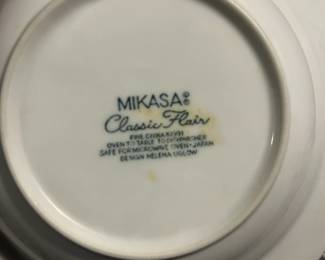 MIKASA®
Classic Flair
FINE CHINA
OVEN TO TABLE TO DISHWASHER
SAFE FOR MICROWAVE OVEN-JAPAN
DESIGN HELENA UGLOW